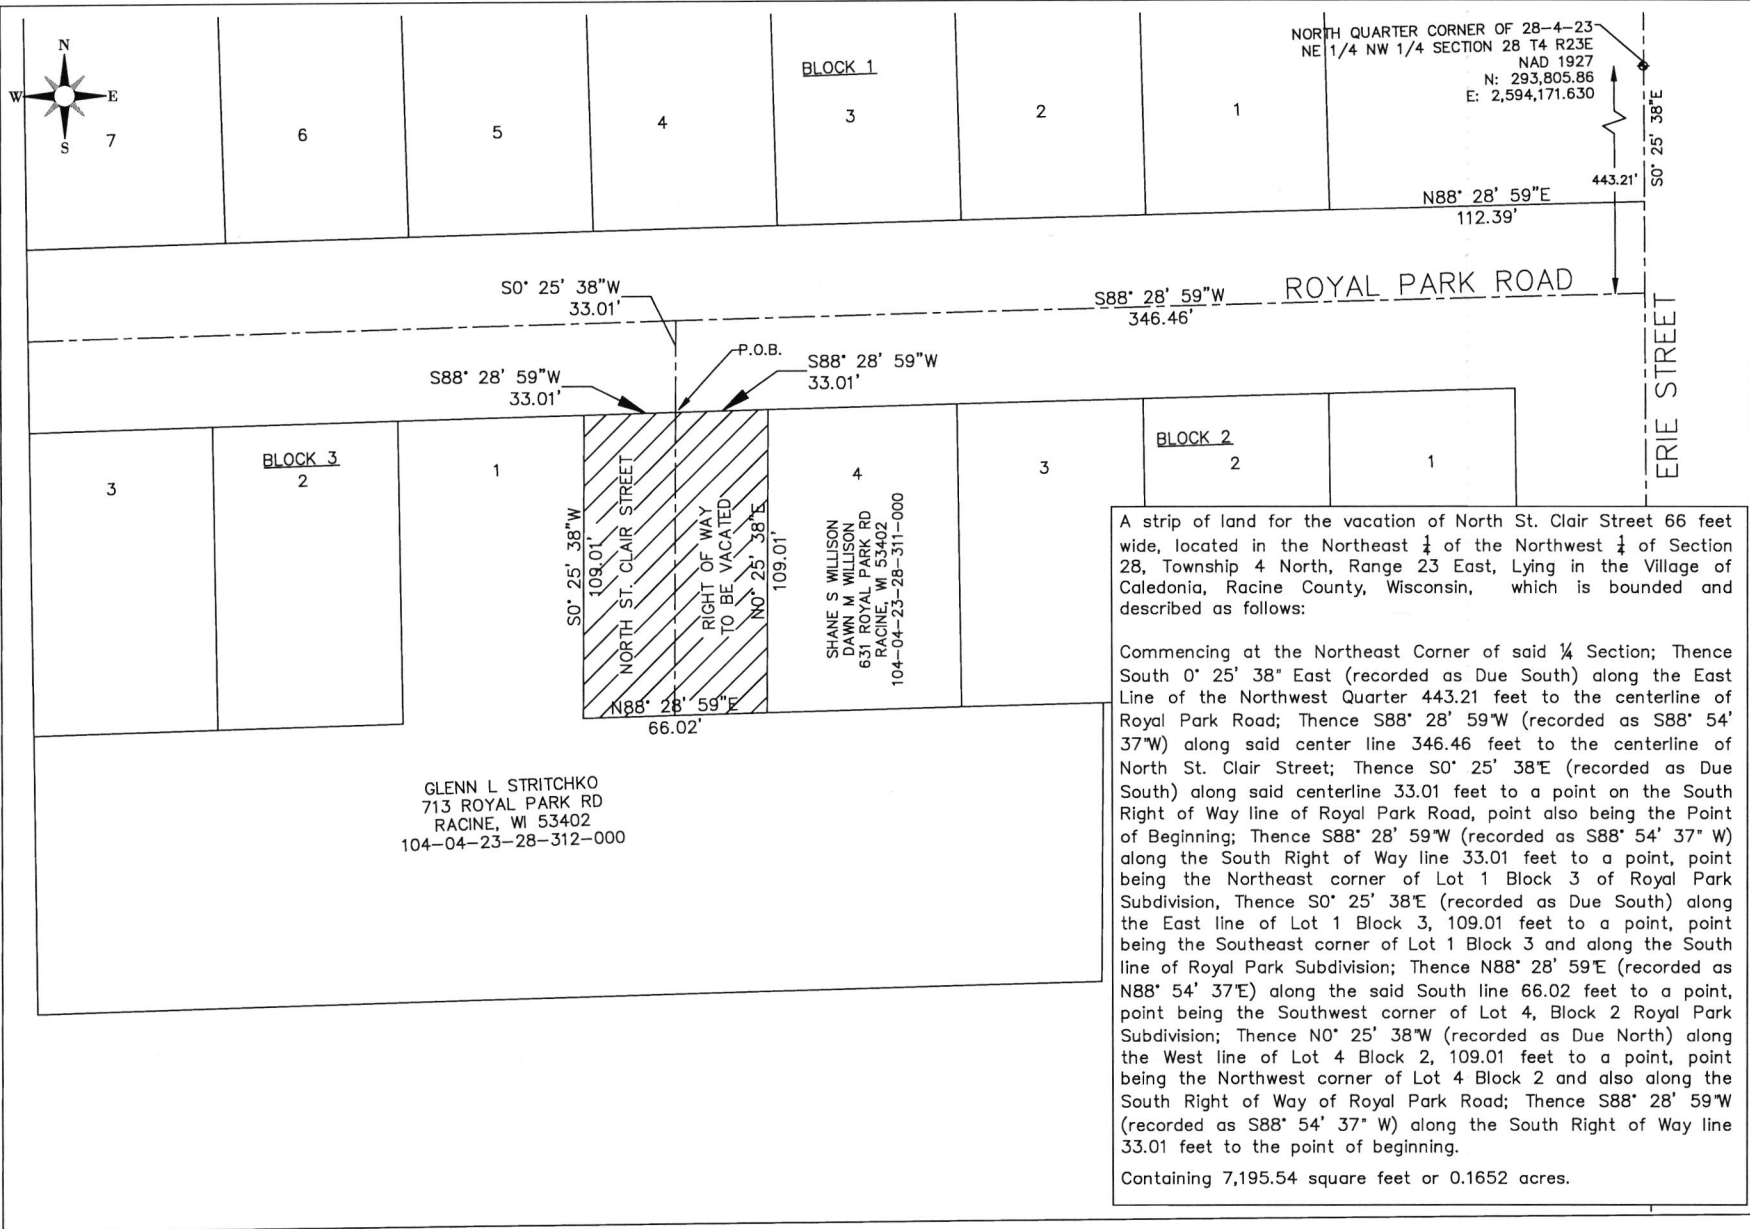 N
W
E
S
7
6
5
4
BLOCK 1
3
2
1
NORTH QUARTER CORNER OF 28-4-23
NE 1/4 NW 1/4 SECTION 28 T4 R23E
NAD 1927
N: 293,805.86
E: 2,594,171.630
S0° 25' 38"E
443.21'
N88° 28' 59"E
112.39'
S0° 25' 38"W
33.01'
S88° 28' 59"W
346.46'
ROYAL PARK ROAD
ERIE STREET
P.O.B.
S88° 28' 59"W
33.01'
S88° 28' 59"W
33.01'
3
BLOCK 3
2
1
S0° 25' 38"W
109.01'
NORTH ST. CLAIR STREET
RIGHT OF WAY
TO BE VACATED
N0° 25' 38"E
109.01'
N88° 28' 59"E
66.02'
4
SHANE S WILLISON
DAWN M WILLISON
631 ROYAL PARK RD
RACINE, WI 53402
104-04-23-28-311-000
3
BLOCK 2
2
1
GLENN L STRITCHKO
713 ROYAL PARK RD
RACINE, WI 53402
104-04-23-28-312-000
A strip of land for the vacation of North St. Clair Street 66 feet
wide, located in the Northeast ¼ of the Northwest ¼ of Section
28, Township 4 North, Range 23 East, Lying in the Village of
Caledonia, Racine County, Wisconsin, which is bounded and
described as follows:
Commencing at the Northeast Corner of said ¼ Section; Thence
South 0° 25' 38" East (recorded as Due South) along the East
Line of the Northwest Quarter 443.21 feet to the centerline of
Royal Park Road; Thence S88° 28' 59"W (recorded as S88° 54'
37"W) along said center line 346.46 feet to the centerline of
North St. Clair Street; Thence S0° 25' 38"E (recorded as Due
South) along said centerline 33.01 feet to a point on the South
Right of Way line of Royal Park Road, point also being the Point
of Beginning; Thence S88° 28' 59"W (recorded as S88° 54' 37" W)
along the South Right of Way line 33.01 feet to a point, point
being the Northeast corner of Lot 1 Block 3 of Royal Park
Subdivision, Thence S0° 25' 38"E (recorded as Due South) along
the East line of Lot 1 Block 3, 109.01 feet to a point, point
being the Southeast corner of Lot 1 Block 3 and along the South
line of Royal Park Subdivision; Thence N88° 28' 59"E (recorded as
N88° 54' 37"E) along the said South line 66.02 feet to a point,
point being the Southwest corner of Lot 4, Block 2 Royal Park
Subdivision; Thence N0° 25' 38"W (recorded as Due North) along
the West line of Lot 4 Block 2, 109.01 feet to a point, point
being the Northwest corner of Lot 4 Block 2 and also along the
South Right of Way of Royal Park Road; Thence S88° 28' 59"W
(recorded as S88° 54' 37" W) along the South Right of Way line
33.01 feet to the point of beginning.
Containing 7,195.54 square feet or 0.1652 acres.